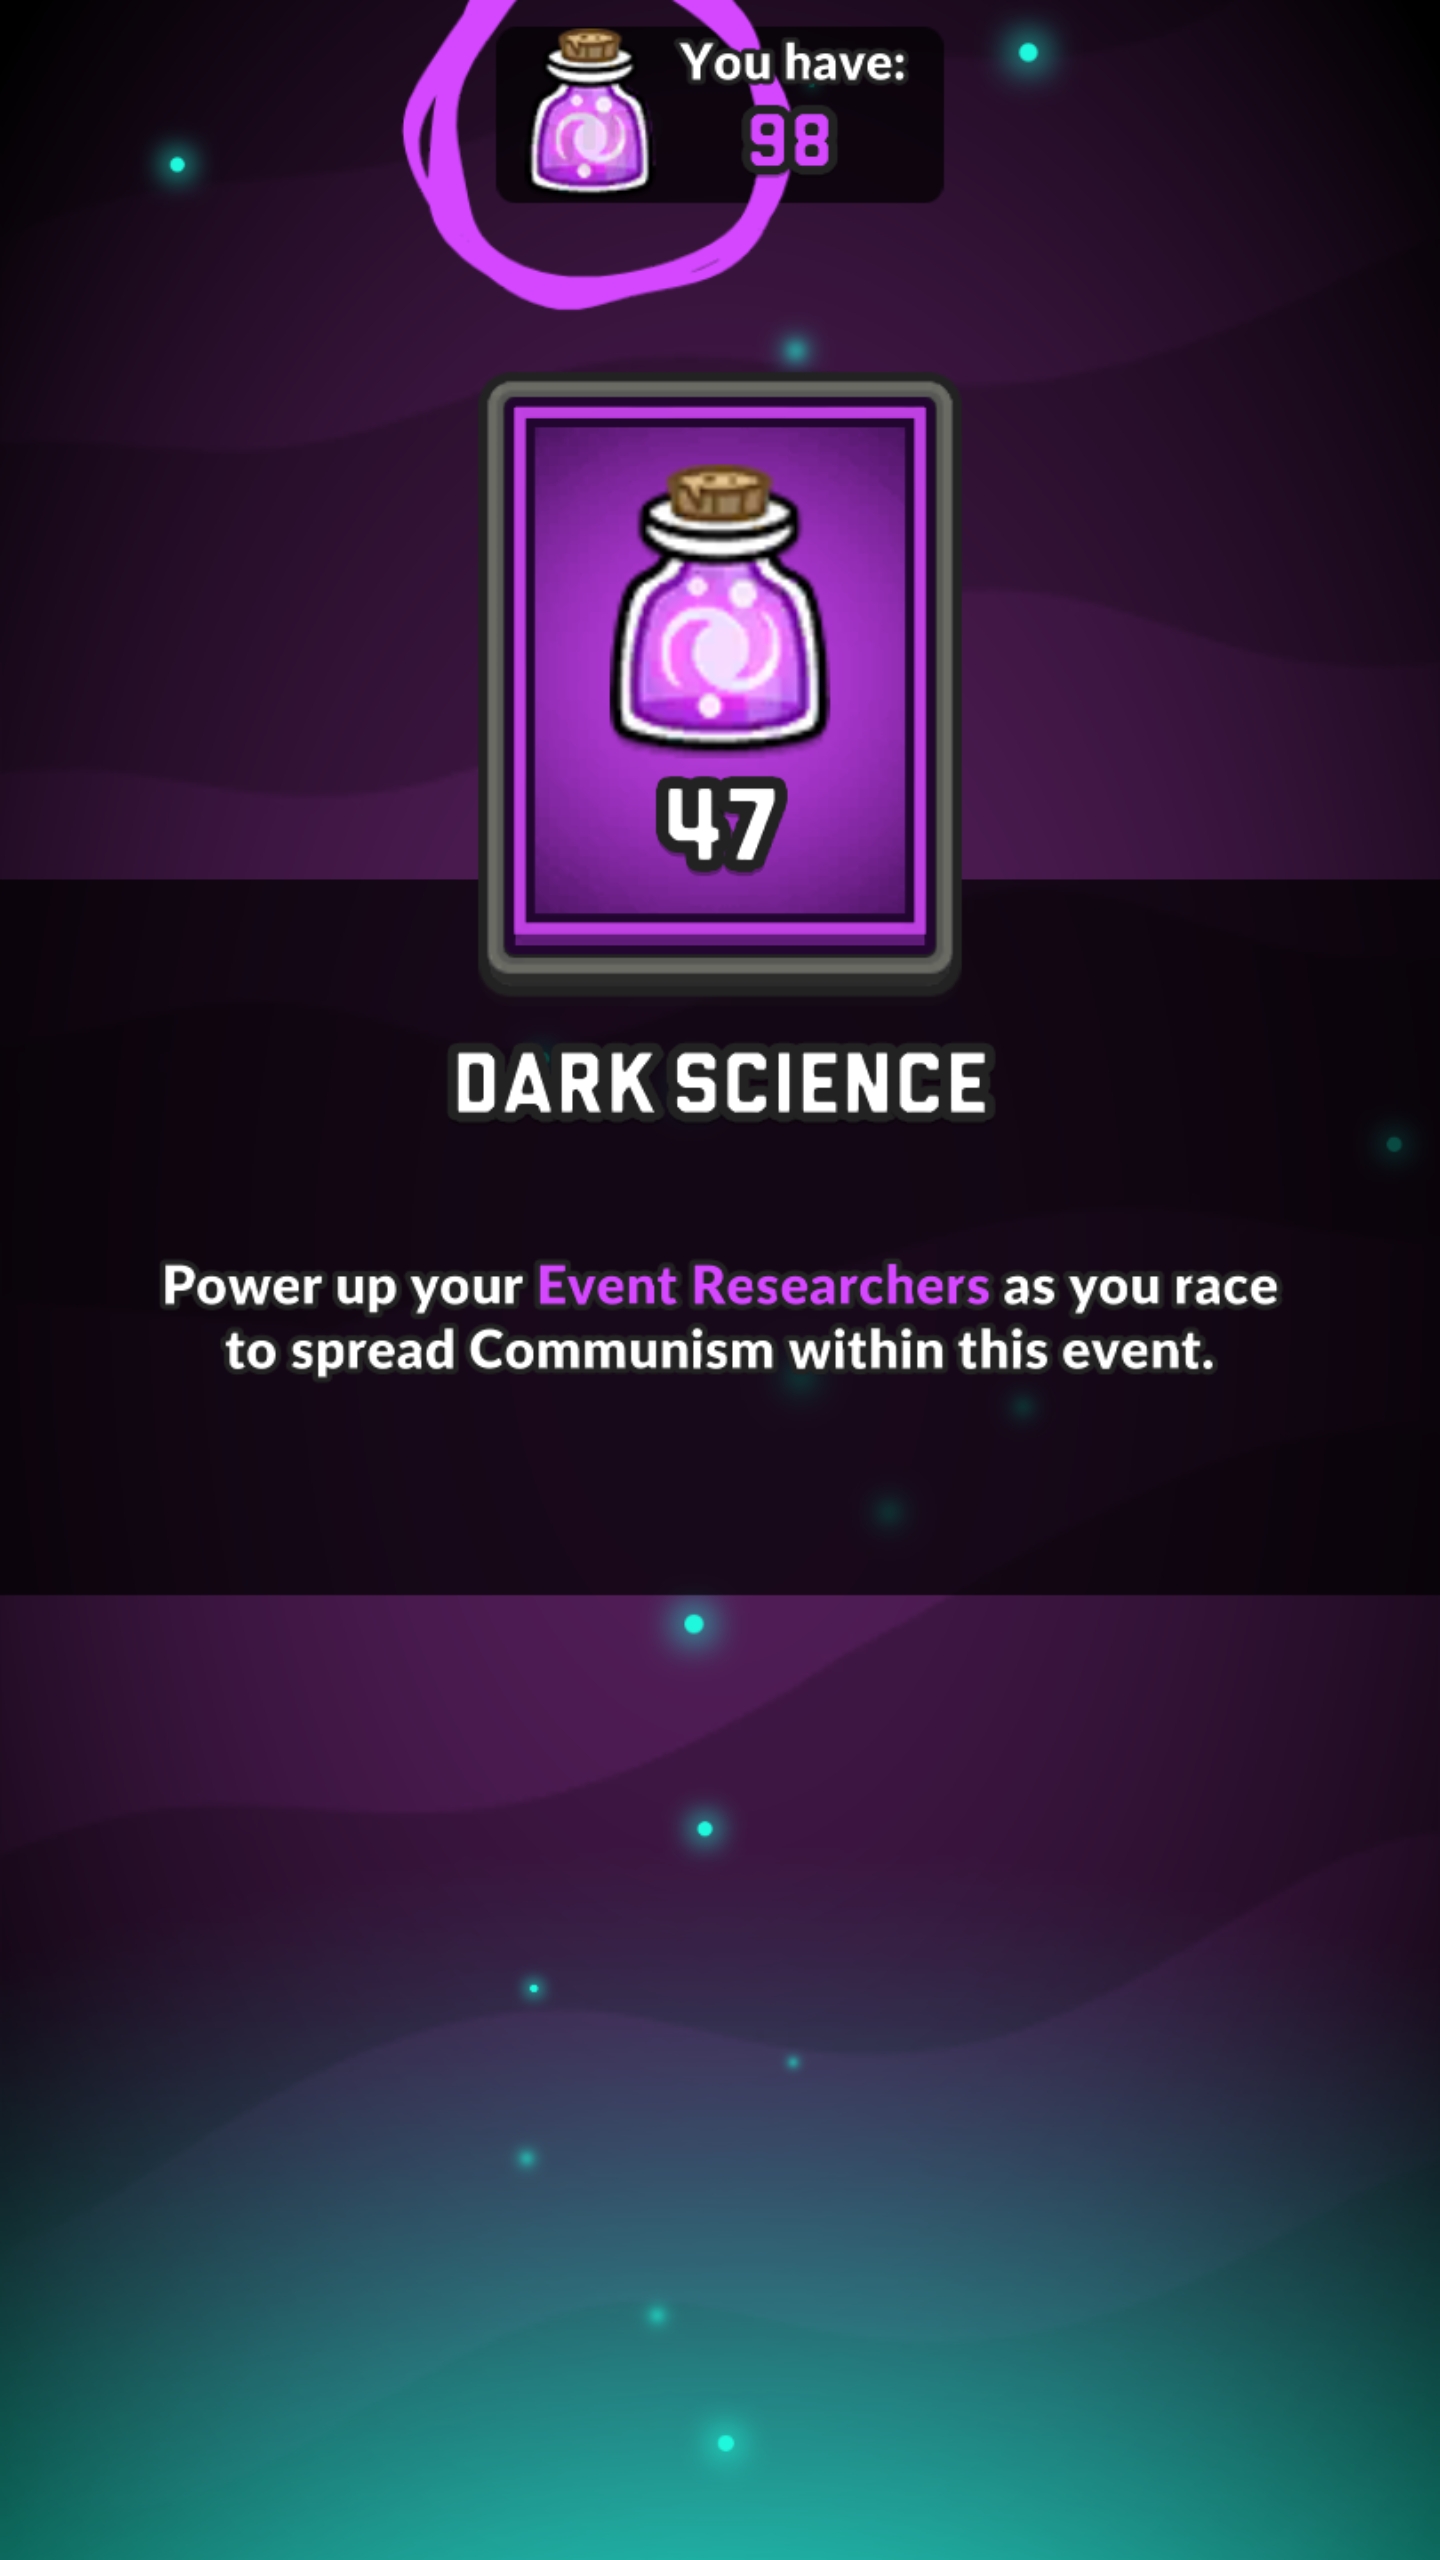 You have:
98
47
DARK SCIENCE
Power up your Event Researchers as you race
to spread Communism within this event.